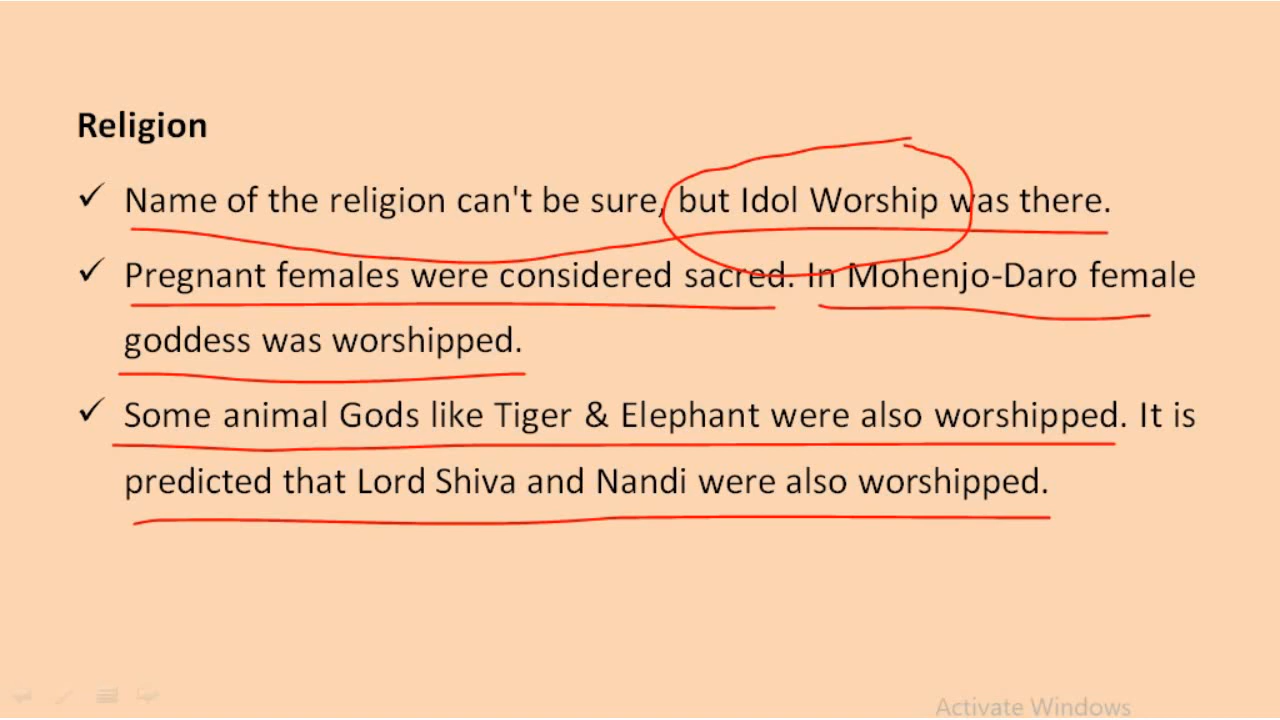 Religion
✓ Name of the religion can't be sure, but Idol Worship was there.
✓ Pregnant females were considered sacred. In Mohenjo-Daro female
goddess was worshipped.
✓ Some animal Gods like Tiger & Elephant were also worshipped. It is
predicted that Lord Shiva and Nandi were also worshipped.
Activate Windows